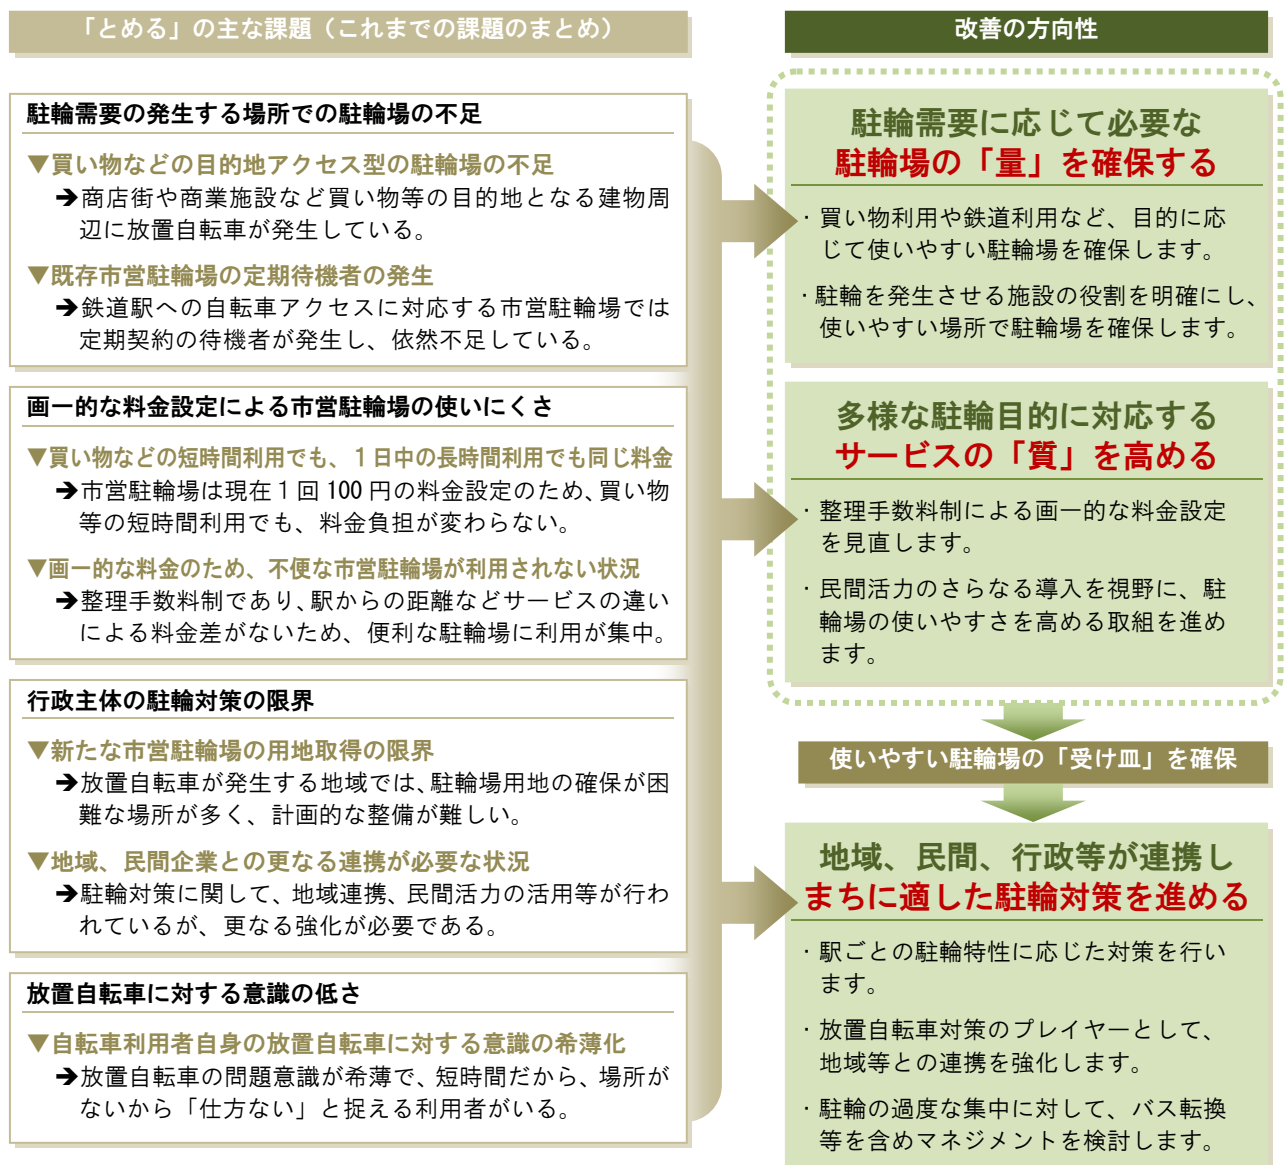 「とめる」の主な課題（これまでの課題のまとめ）
駐輪需要の発生する場所での駐輪場の不足
▼買い物などの目的地アクセス型の駐輪場の不足
➔商店街や商業施設など買い物等の目的地となる建物周
辺に放置自転車が発生している。
▼既存市営駐輪場の定期待機者の発生
➔鉄道駅への自転車アクセスに対応する市営駐輪場では
定期契約の待機者が発生し、依然不足している。
画一的な料金設定による市営駐輪場の使いにくさ
▼買い物などの短時間利用でも、１日中の長時間利用でも同じ料金
➔市営駐輪場は現在１回 100 円の料金設定のため、買い物
等の短時間利用でも、料金負担が変わらない。
▼画一的な料金のため、不便な市営駐輪場が利用されない状況
➔整理手数料制であり、駅からの距離などサービスの違い
による料金差がないため、便利な駐輪場に利用が集中。
行政主体の駐輪対策の限界
▼新たな市営駐輪場の用地取得の限界
➔放置自転車が発生する地域では、駐輪場用地の確保が困
難な場所が多く、計画的な整備が難しい。
▼地域、民間企業との更なる連携が必要な状況
➔駐輪対策に関して、地域連携、民間活力の活用等が行わ
れているが、更なる強化が必要である。
放置自転車に対する意識の低さ
▼自転車利用者自身の放置自転車に対する意識の希薄化
➔放置自転車の問題意識が希薄で、短時間だから、場所が
ないから「仕方ない」と捉える利用者がいる。
改善の方向性
駐輪需要に応じて必要な
駐輪場の「量」を確保する
・買い物利用や鉄道利用など、目的に応
じて使いやすい駐輪場を確保します。
・駐輪を発生させる施設の役割を明確にし、
使いやすい場所で駐輪場を確保します。
多様な駐輪目的に対応する
サービスの「質」を高める
・整理手数料制による画一的な料金設定
を見直します。
・民間活力のさらなる導入を視野に、駐
輪場の使いやすさを高める取組を進め
ます。
使いやすい駐輪場の「受け皿」を確保
地域、民間、行政等が連携し
まちに適した駐輪対策を進める
・駅ごとの駐輪特性に応じた対策を行い
ます。
・放置自転車対策のプレイヤーとして、
地域等との連携を強化します。
・駐輪の過度な集中に対して、バス転換
等を含めマネジメントを検討します。